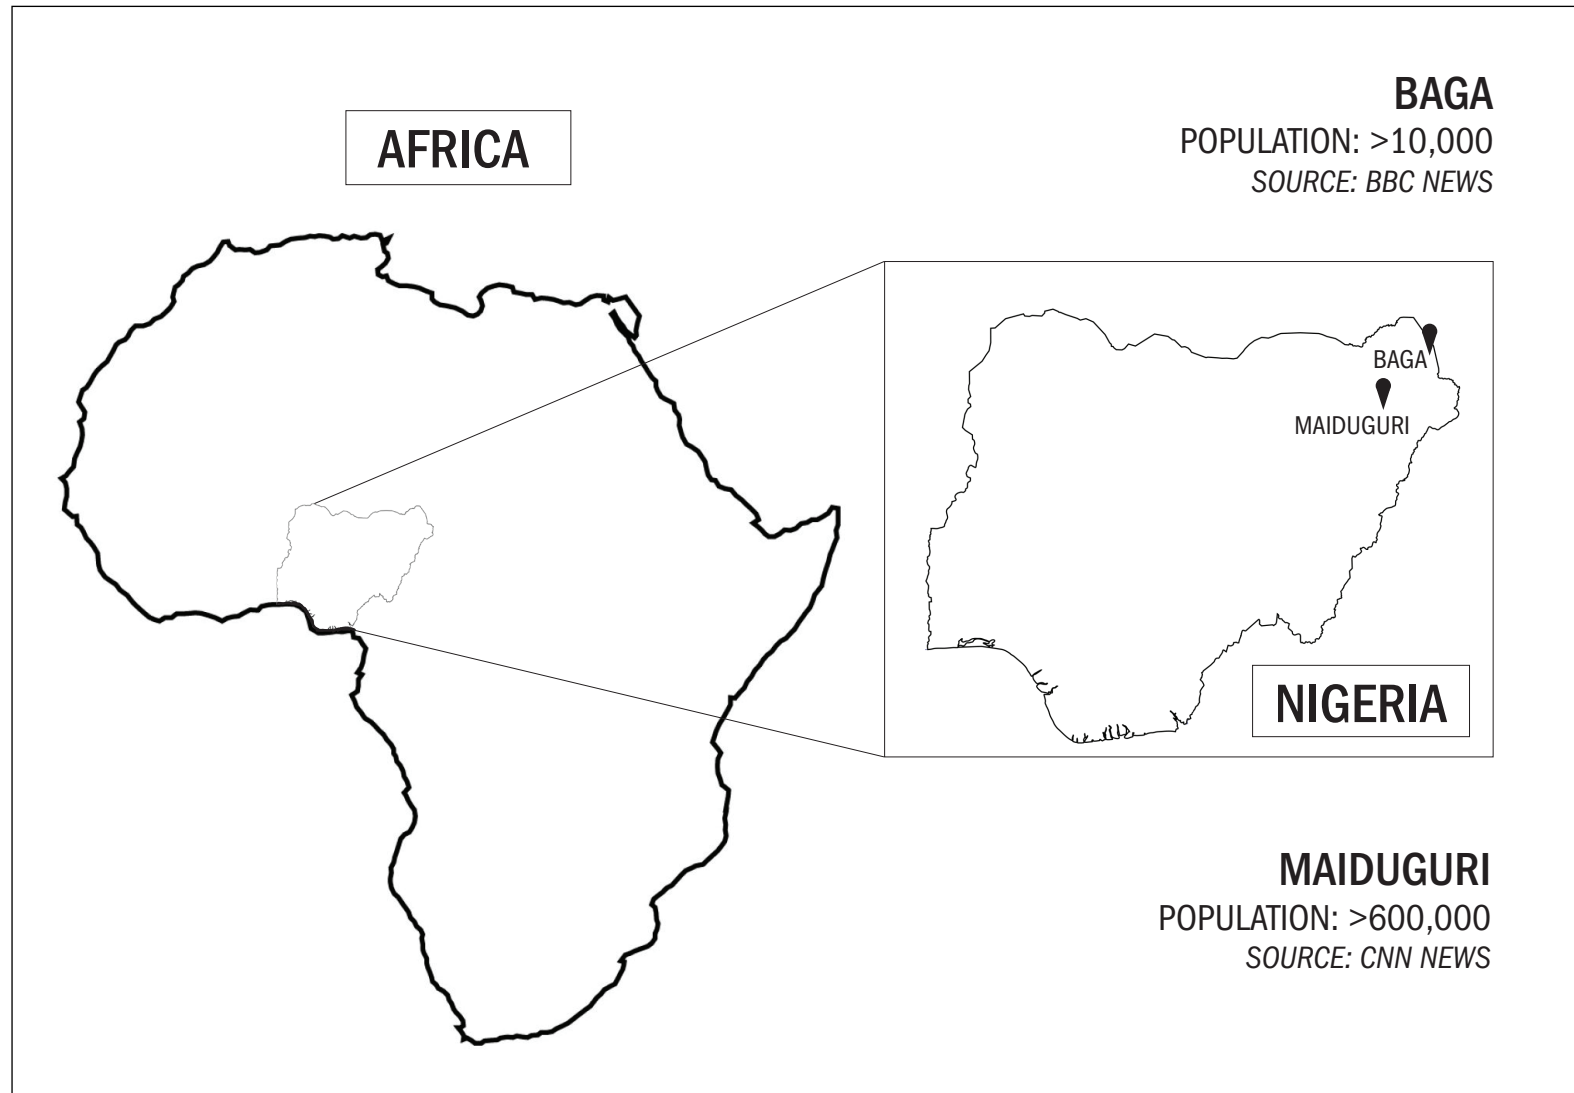 AFRICA
BAGA
POPULATION: >10,000
SOURCE: BBC NEWS
BAGA
MAIDUGURI
NIGERIA
MAIDUGURI
POPULATION: >600,000
SOURCE: CNN NEWS